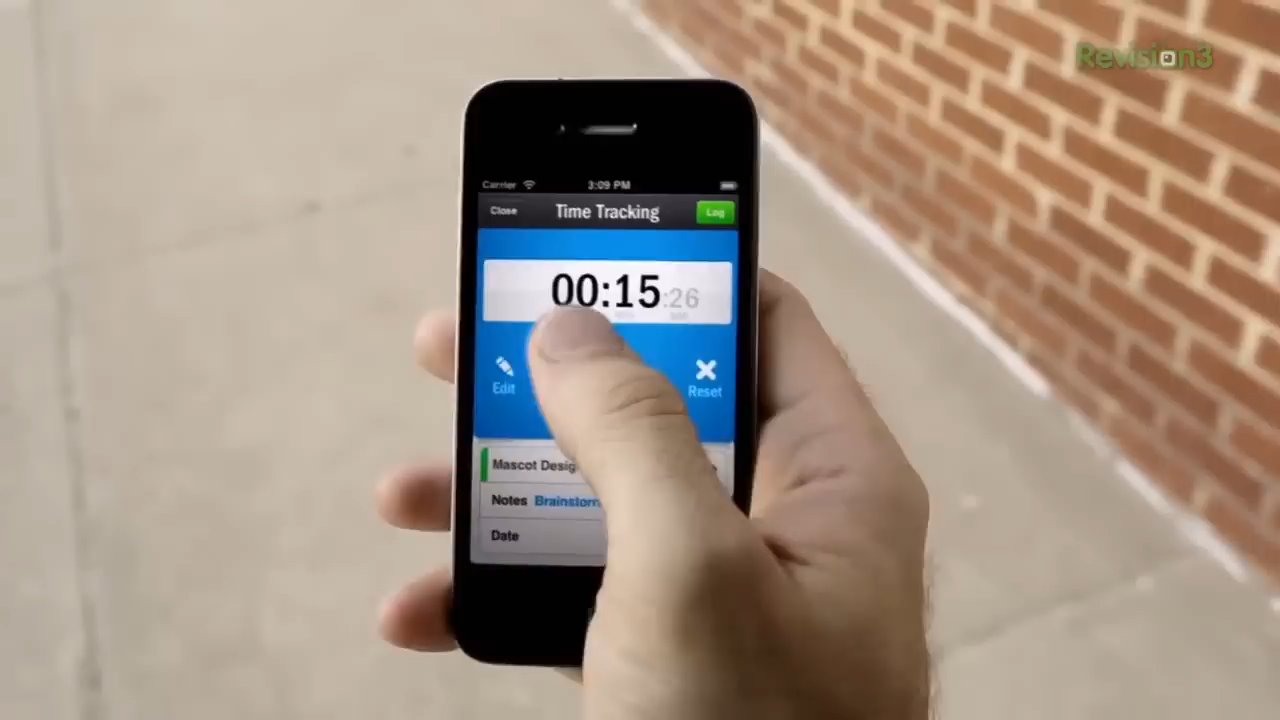 Revision3
Carrier 3:09 PM
Close Time Tracking Log
00:15:26
Edit Reset
Mascot Desig
Notes Brainstorm
Date